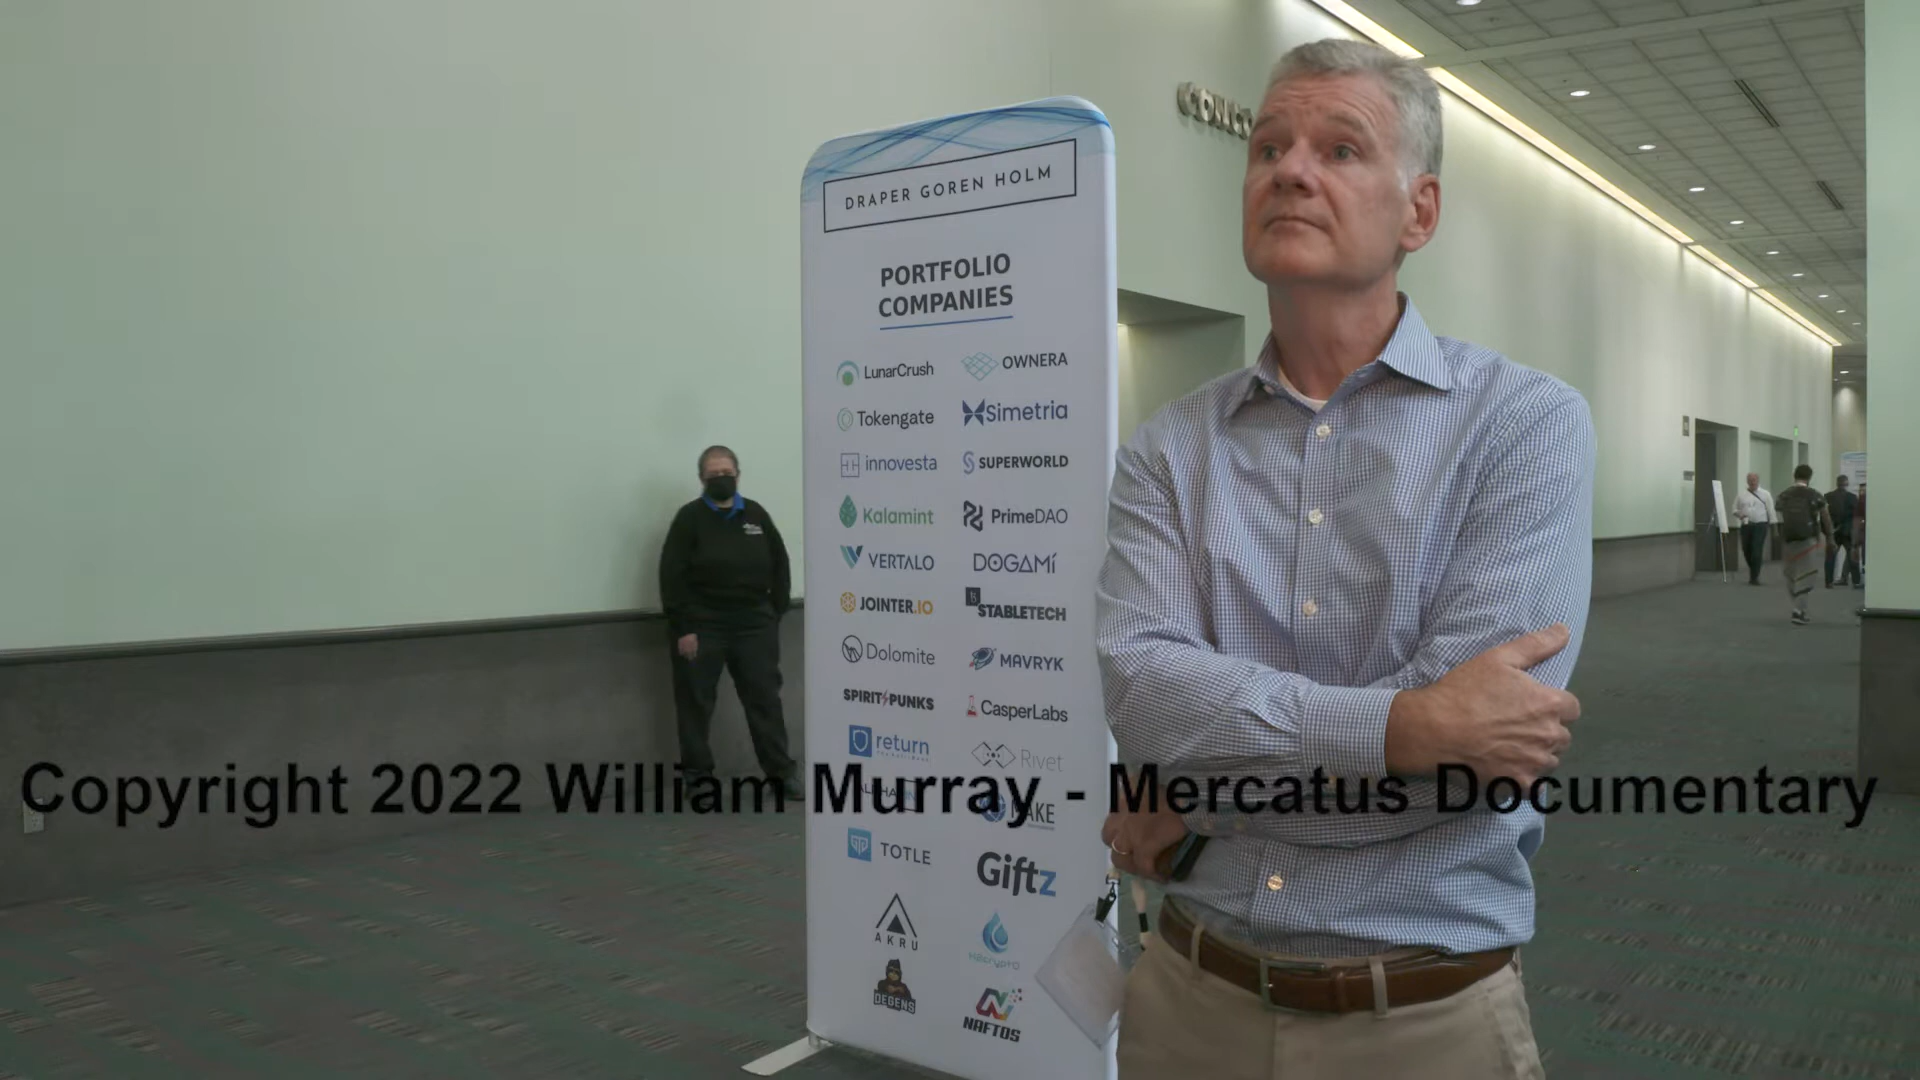 DRAPER GOREN HOLM
PORTFOLIO
COMPANIES
LunarCrush
OWNERA
Tokengate
Simetria
innovesta
SUPERWORLD
Kalamint
PrimeDAO
VERTALO
DOGAMÍ
JOINTER.IO
STABLETECH
Dolomite
MAVRYK
SPIRIT PUNKS
CasperLabs
return
Rivet
Copyright 2022 William Murray - Mercatus Documentary
TOTLE
Giftz
AKRU
DEGENS
NAFTOS